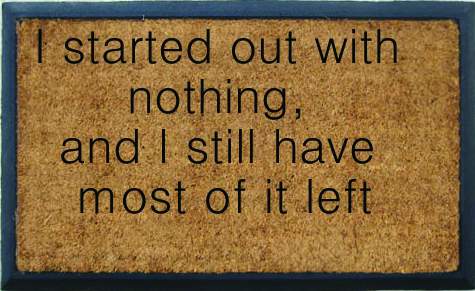 I started out with
nothing,
and I still have
most of it left